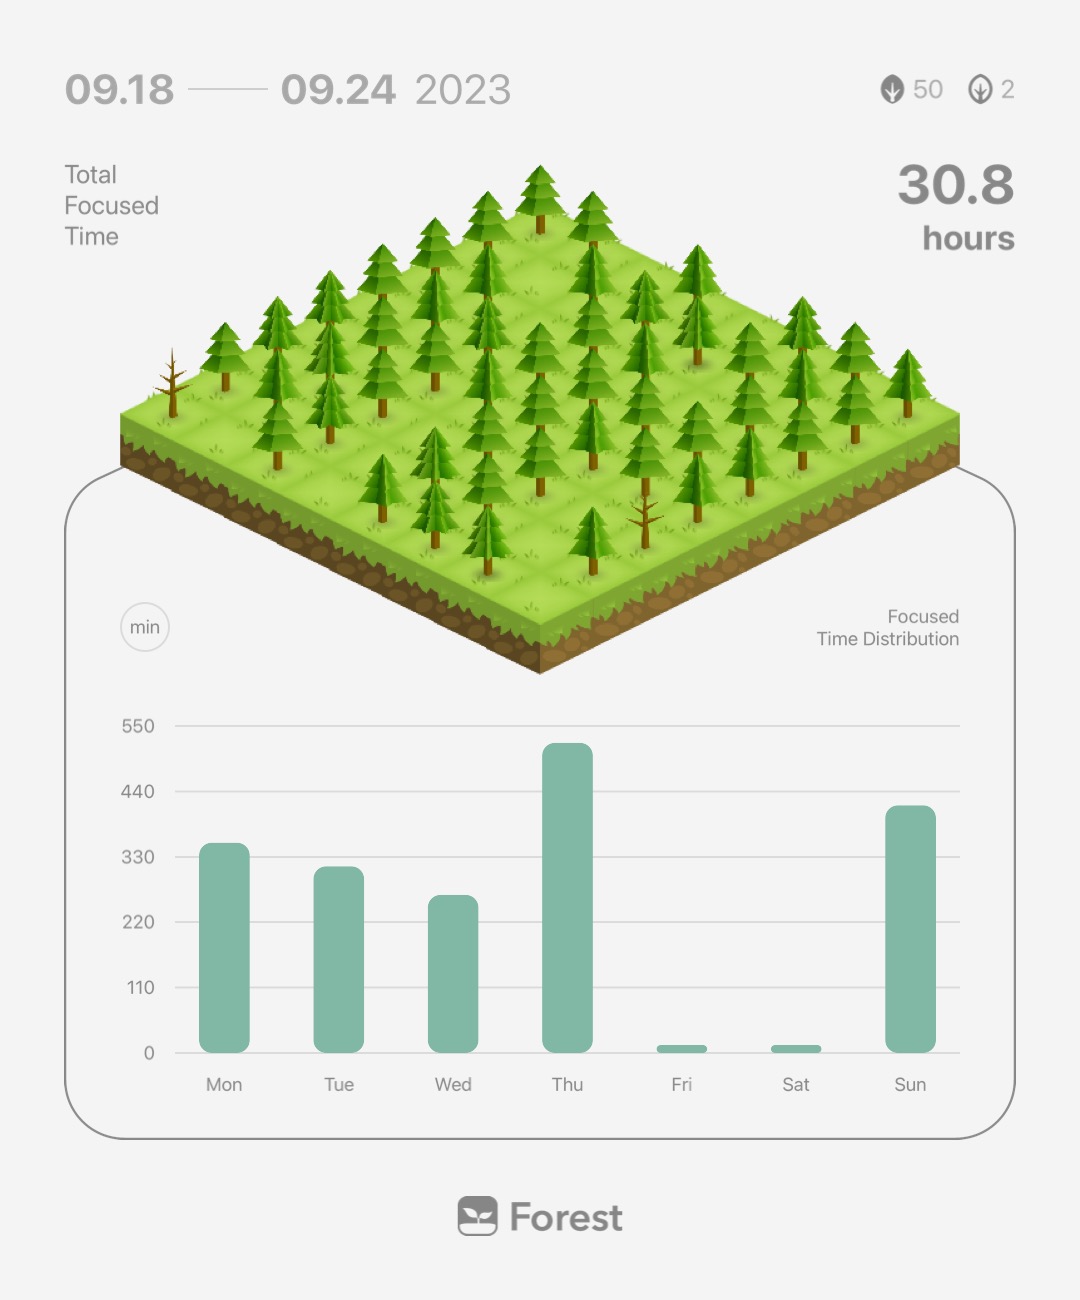 09.18 09.24 2023
50 2
Total
Focused
Time
30.8
hours
min
Focused
Time Distribution
550
440
330
220
110
0
Mon Tue Wed Thu Fri Sat Sun
Forest